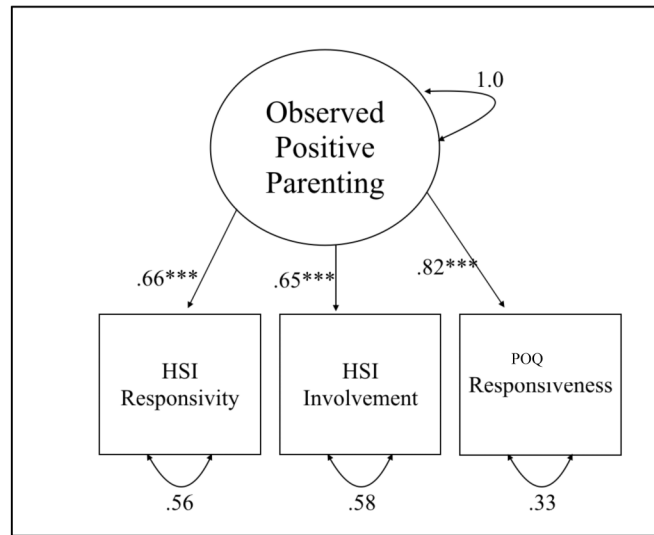 1.0
Observed
Positive
Parenting
.66***
.65***
.82***
HSI
Responsivity
HSI
Involvement
POQ
Responsiveness
.56
.58
.33